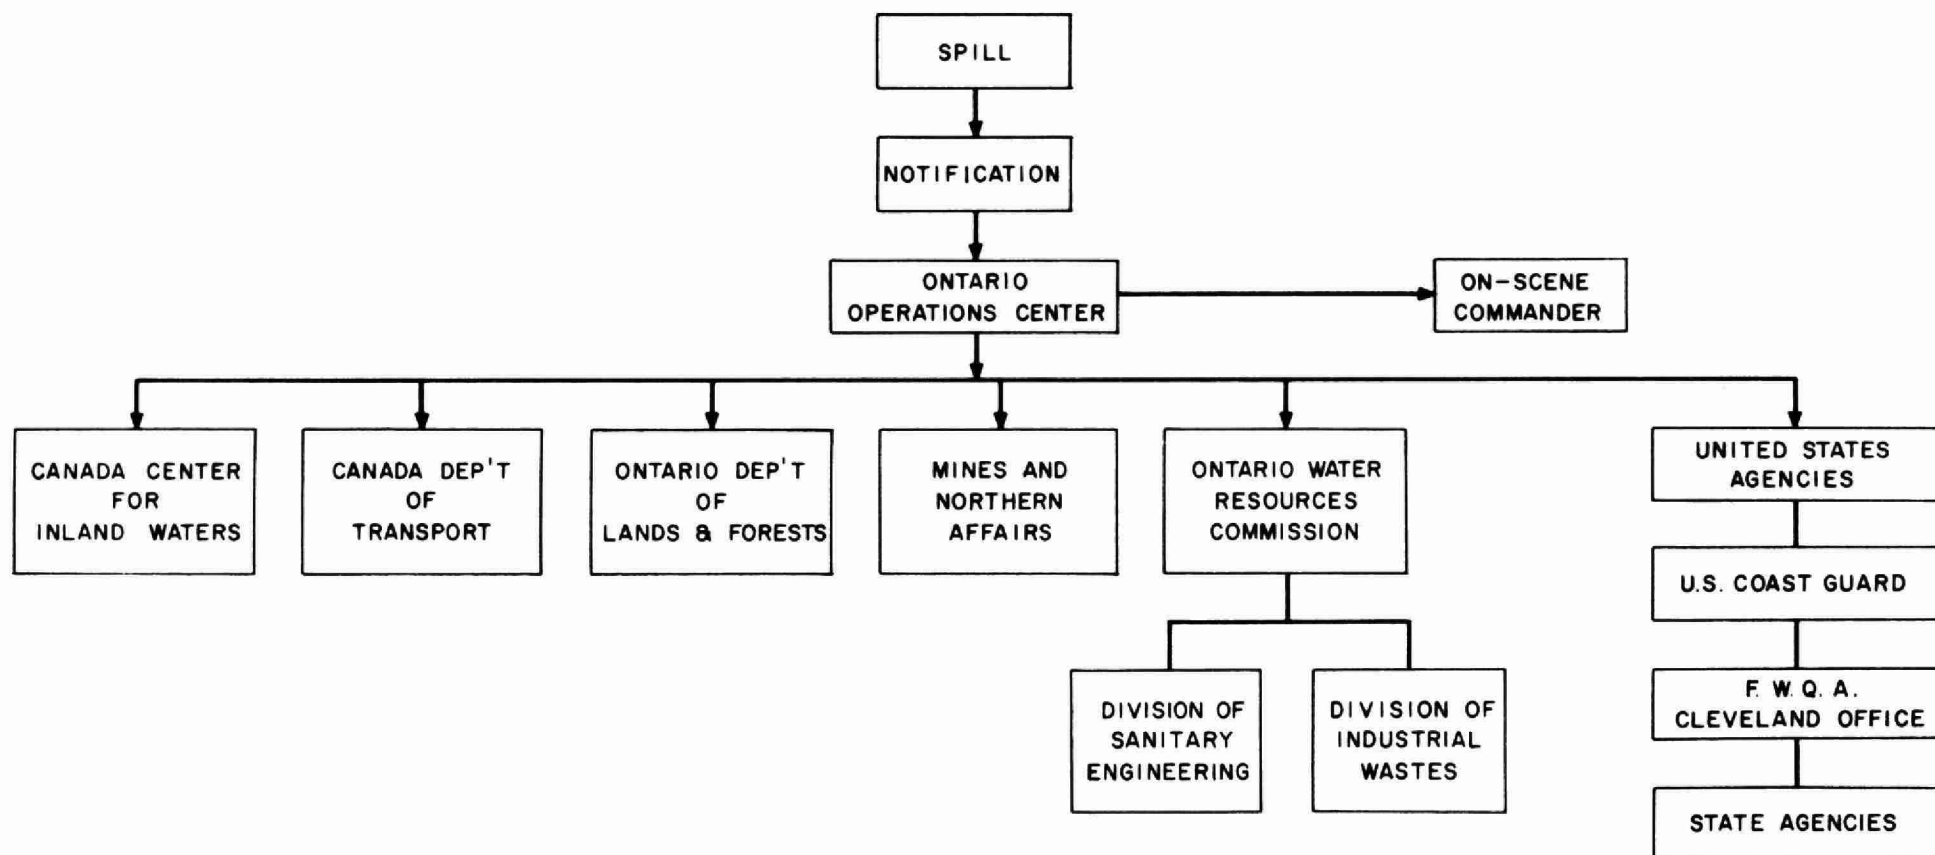 SPILL
NOTIFICATION
ONTARIO
OPERATIONS CENTER
ON-SCENE
COMMANDER
CANADA CENTER
FOR
INLAND WATERS
CANADA DEP'T
OF
TRANSPORT
ONTARIO DEP'T
OF
LANDS & FORESTS
MINES AND
NORTHERN
AFFAIRS
ONTARIO WATER
RESOURCES
COMMISSION
UNITED STATES
AGENCIES
U.S. COAST GUARD
DIVISION OF
SANITARY
ENGINEERING
DIVISION OF
INDUSTRIAL
WASTES
F. W. Q. A.
CLEVELAND OFFICE
STATE AGENCIES